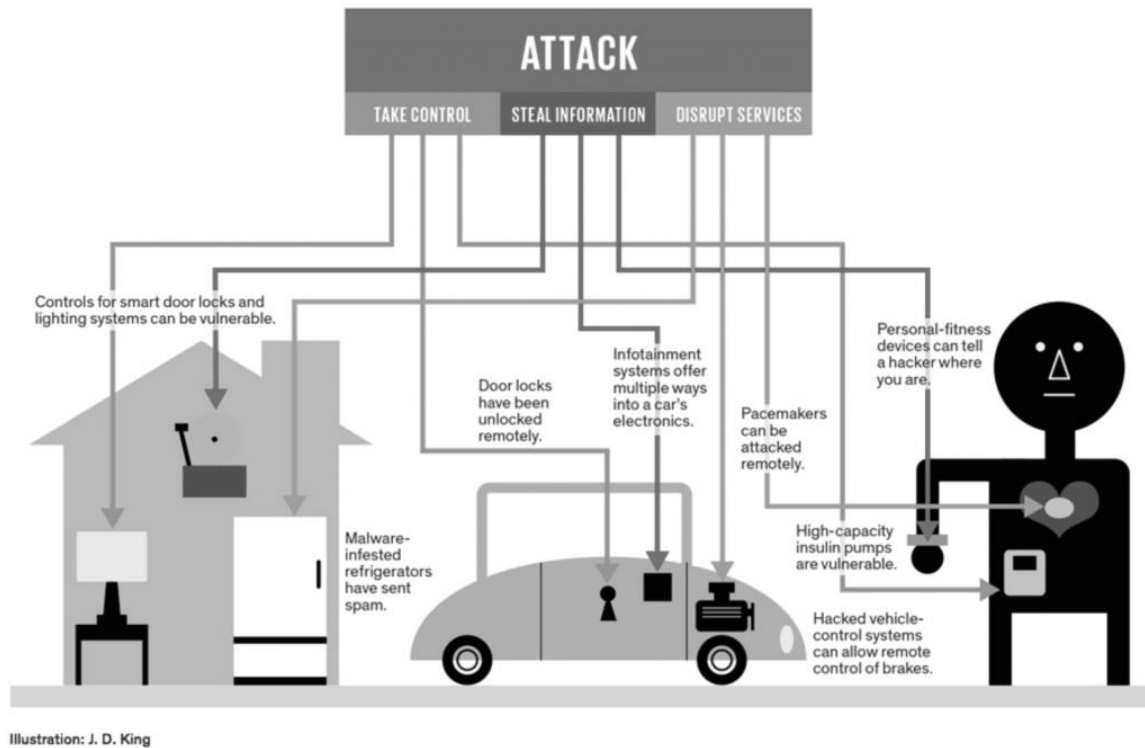 ATTACK
TAKE CONTROL
STEAL INFORMATION
DISRUPT SERVICES
Controls for smart door locks and
lighting systems can be vulnerable.
Door locks
have been
unlocked
remotely.
Infotainment
systems offer
multiple ways
into a car's
electronics.
Personal-fitness
devices can tell
a hacker where
you are.
Pacemakers
can be
attacked
remotely.
Malware-
infested
refrigerators
have sent
spam.
High-capacity
insulin pumps
are vulnerable.
Hacked vehicle-
control systems
can allow remote
control of brakes.
Illustration: J. D. King